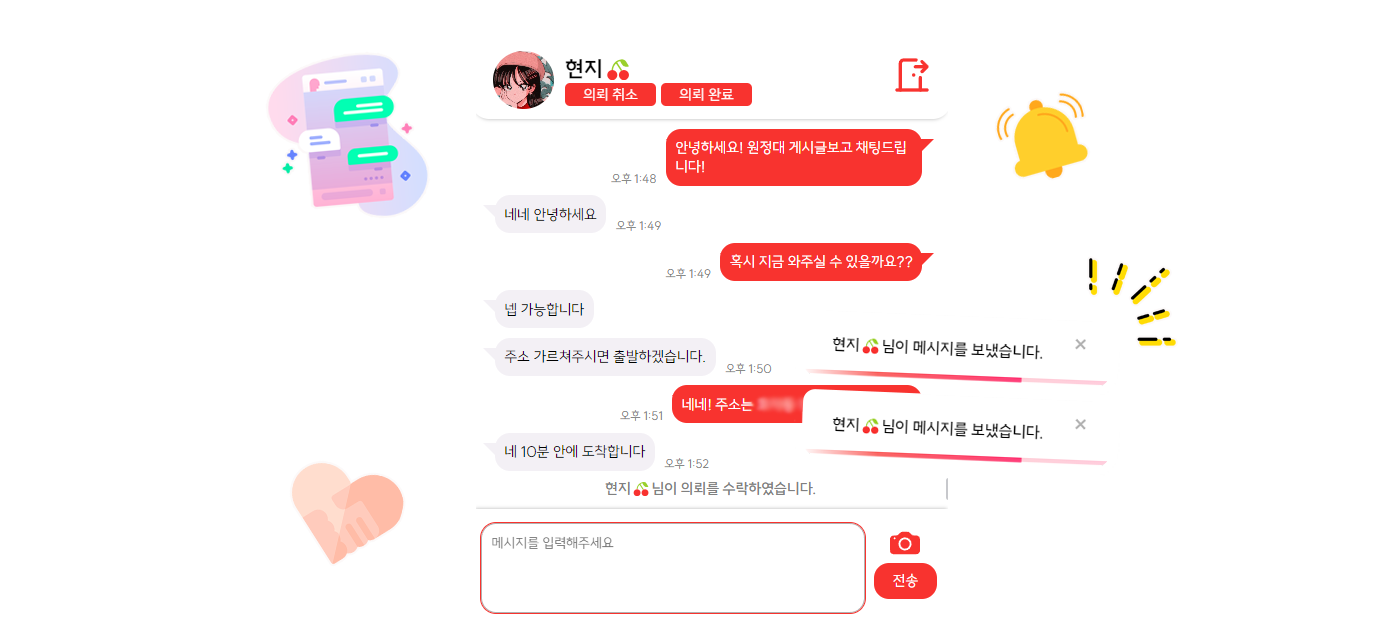 현지🍒
의뢰 취소 의뢰 완료
안녕하세요! 원정대 게시글보고 채팅드립
니다!
오후 1:48
네네 안녕하세요
오후 1:49
혹시 지금 와주실 수 있을까요??
오후 1:49
넵 가능합니다
주소 가르쳐주시면 출발하겠습니다.
오후 1:50
현지🍒님이 메시지를 보냈습니다. ×
네네! 주소는
오후 1:51
현지🍒님이 메시지를 보냈습니다. ×
네 10분 안에 도착합니다
오후 1:52
현지🍒님이 의뢰를 수락하였습니다.
메시지를 입력해주세요
전송